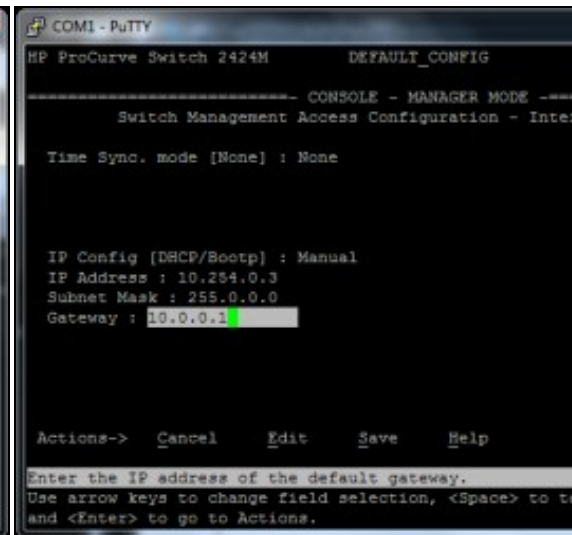 COM1 - PuTTY
HP ProCurve Switch 2424M DEFAULT_CONFIG
- CONSOLE - MANAGER MODE -
Switch Management Access Configuration -
Time Sync. mode [None] : None
IP Config [DHCP/Bootp] : Manual
IP Address : 10.254.0.3
Subnet Mask : 255.0.0.0
Gateway : 10.0.0.1
Actions-> Cancel Edit Save Help
Enter the IP address of the default gateway.
Use arrow keys to change field selection, <Space> to
and <Enter> to go to Actions.